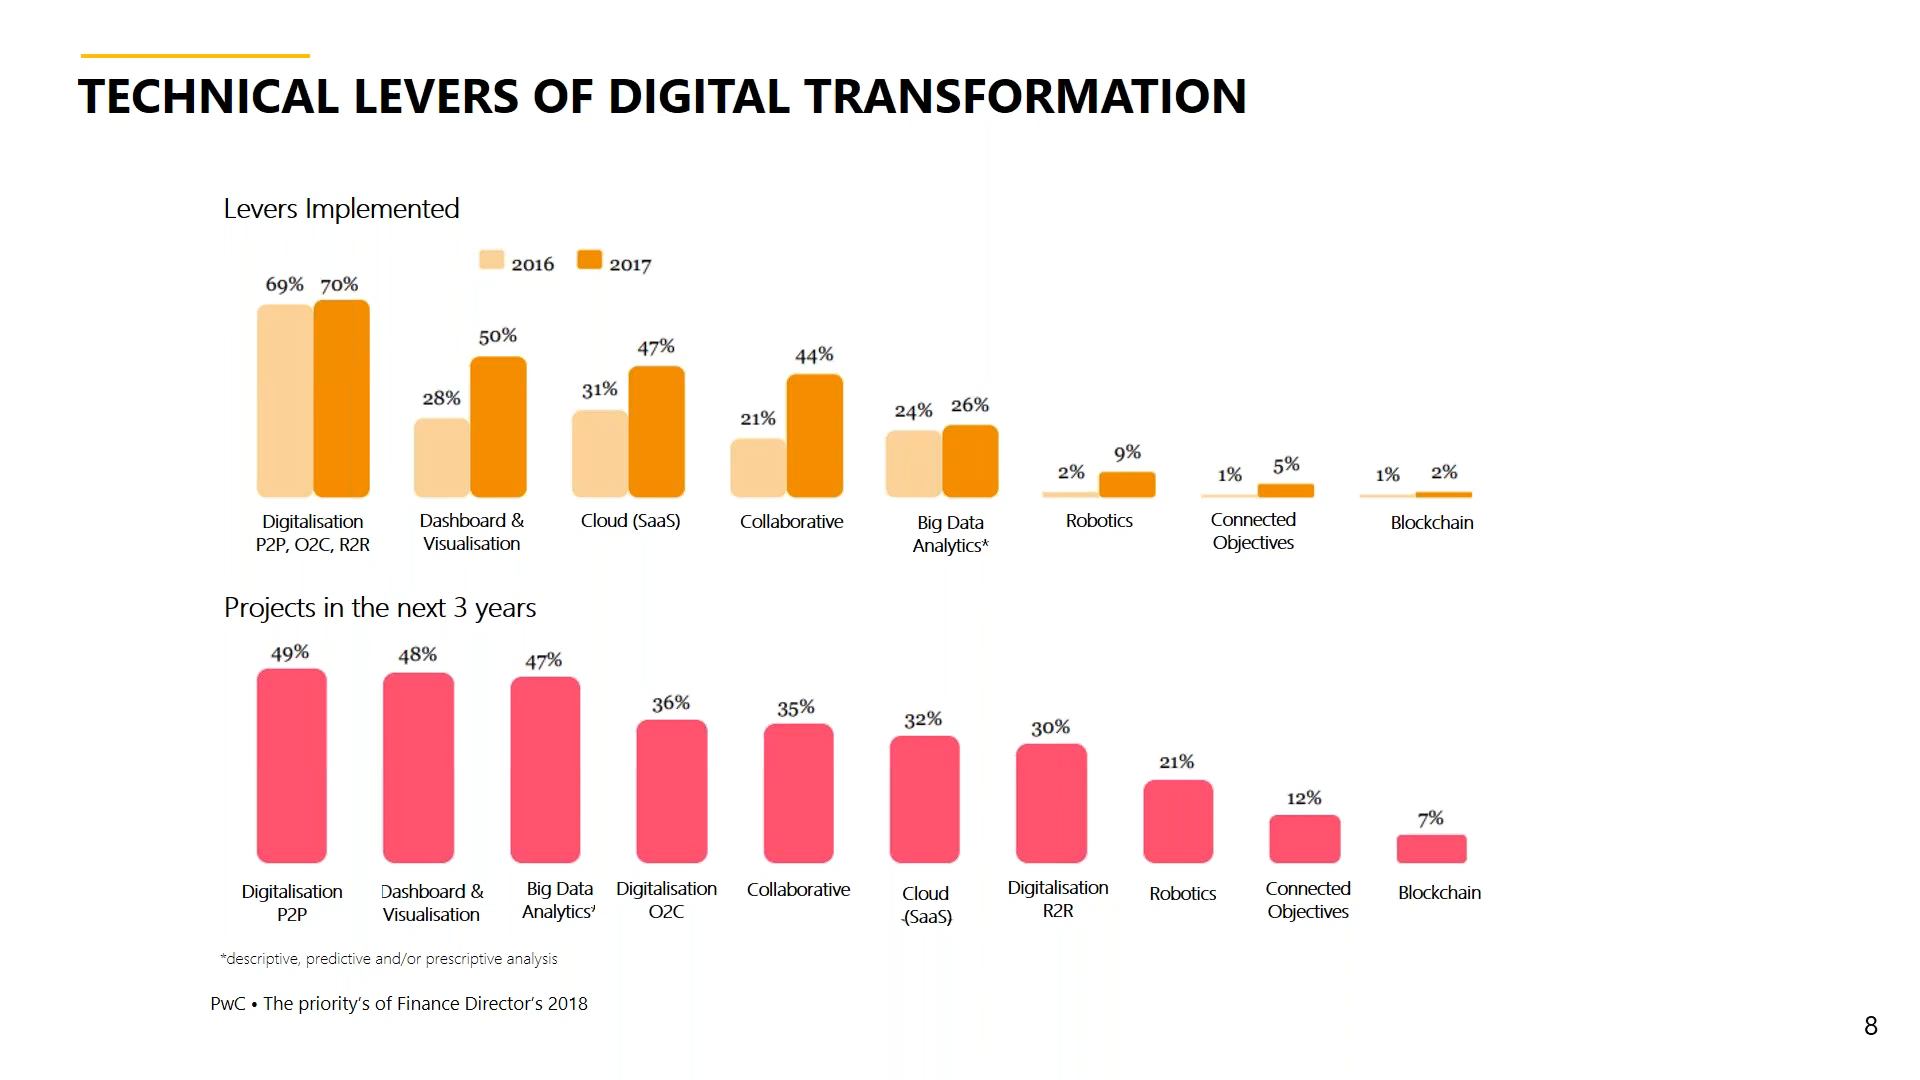 TECHNICAL LEVERS OF DIGITAL TRANSFORMATION
Levers Implemented
2016 2017
69% 70%
28% 50%
31% 47%
21% 44%
24% 26%
2% 9%
1% 5%
1% 2%
Digitalisation
P2P, O2C, R2R
Dashboard &
Visualisation
Cloud (SaaS)
Collaborative
Big Data
Analytics*
Robotics
Connected
Objectives
Blockchain
Projects in the next 3 years
49%
48%
47%
36%
35%
32%
30%
21%
12%
7%
Digitalisation
P2P
Dashboard &
Visualisation
Big Data
Analytics*
Digitalisation
O2C
Collaborative
Cloud
(SaaS)
Digitalisation
R2R
Robotics
Connected
Objectives
Blockchain
*descriptive, predictive and/or prescriptive analysis
PwC • The priority's of Finance Director's 2018
8